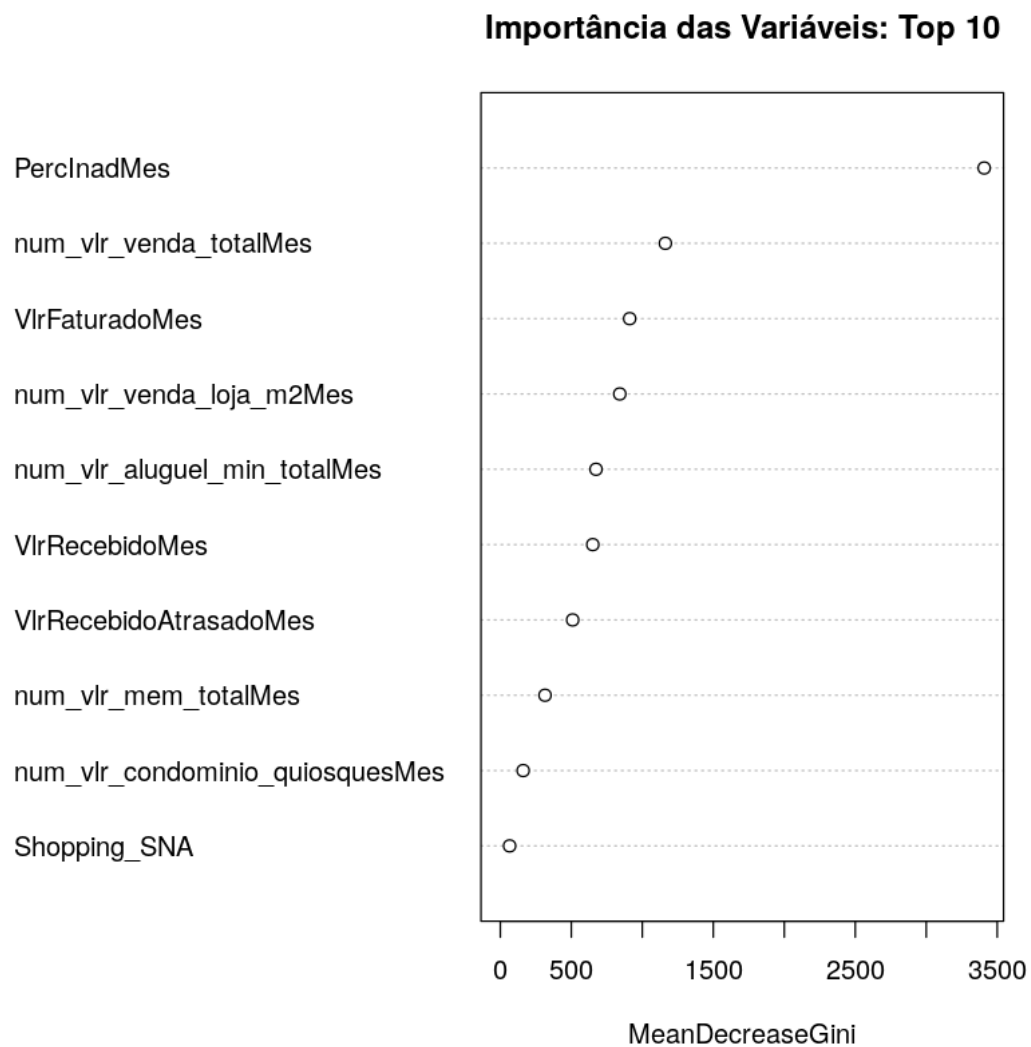 Importância das Variáveis: Top 10
PercInadMes
num_vlr_venda_totalMes
VlrFaturadoMes
num_vlr_venda_loja_m2Mes
num_vlr_aluguel_min_totalMes
VlrRecebidoMes
VlrRecebidoAtrasadoMes
num_vlr_mem_totalMes
num_vlr_condominio_quiosquesMes
Shopping_SNA
0 500 1500 2500 3500
MeanDecreaseGini